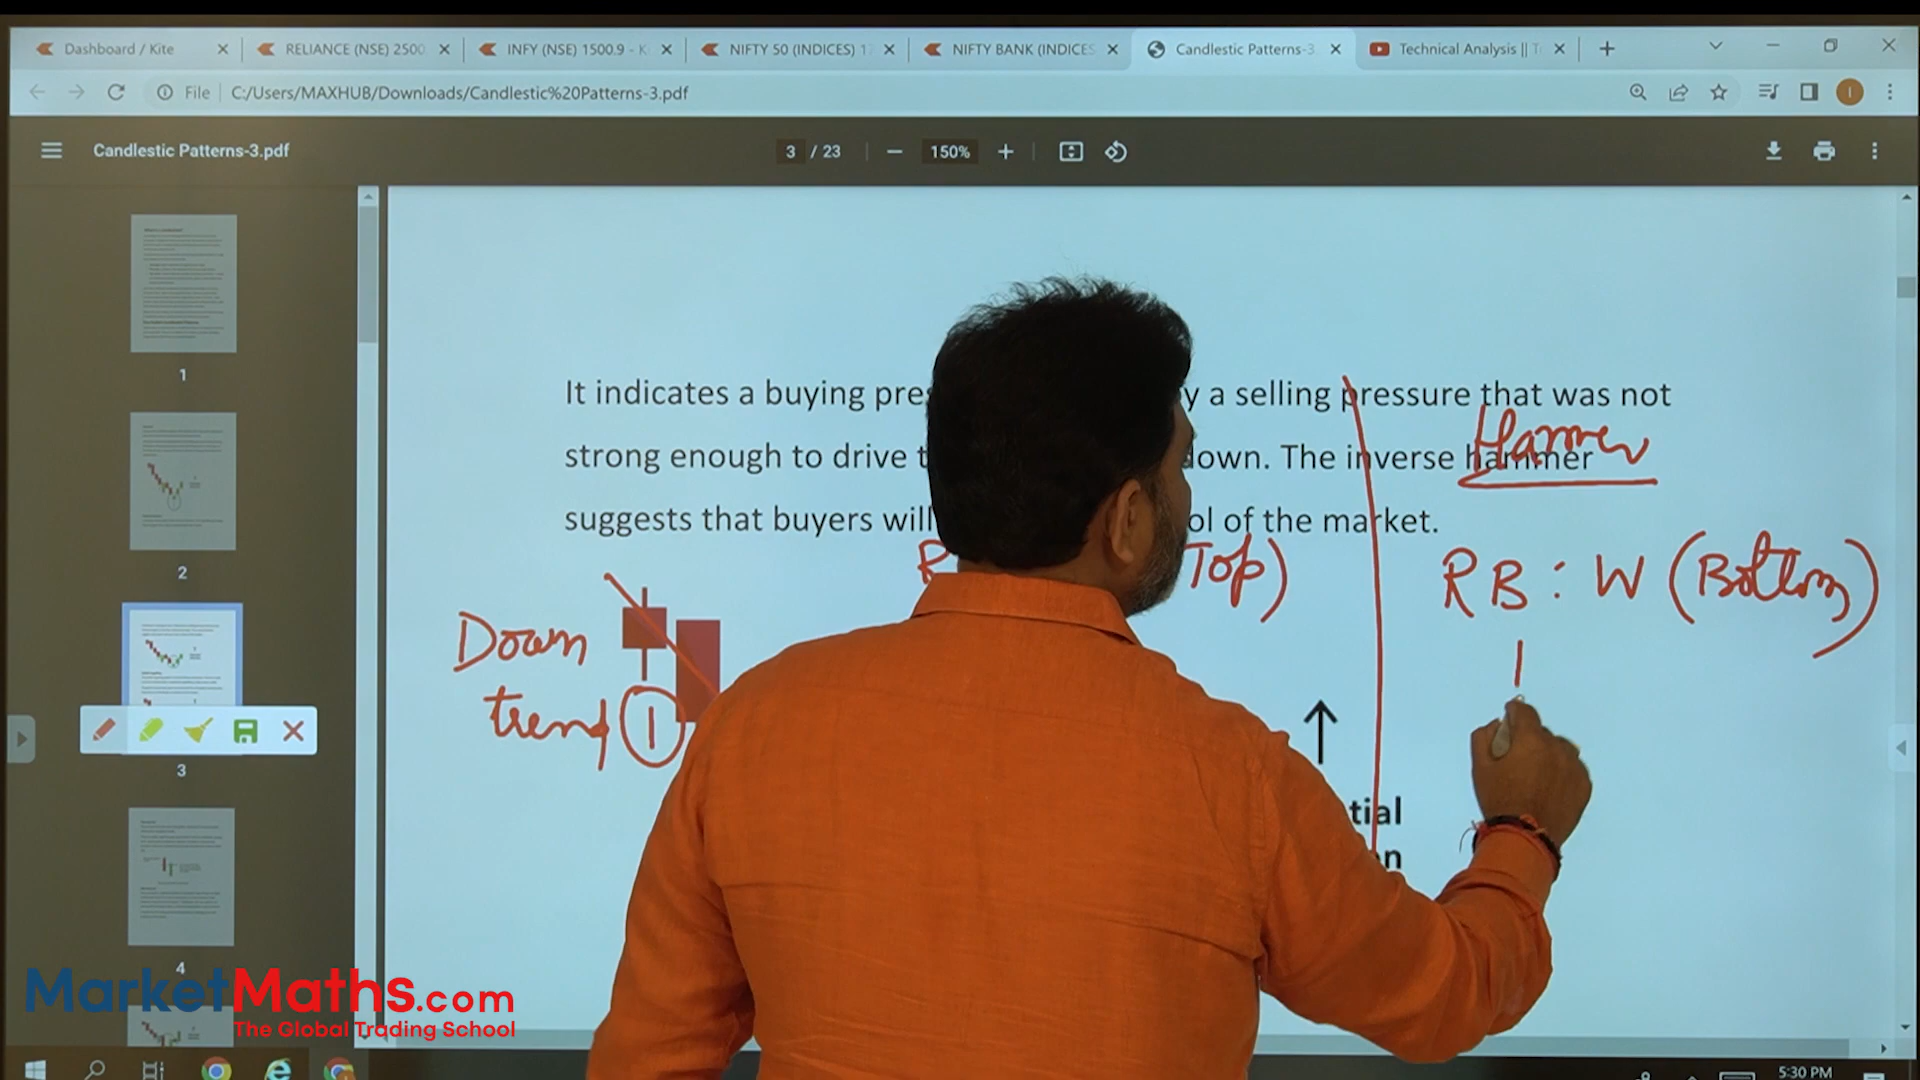 Dashboard / Kite
RELIANCE (NSE) 2500
INFY (NSE) 1500.9 - K
NIFTY 50 (INDICES) 1
NIFTY BANK (INDICES
Candlestic Patterns-3
Technical Analysis || T
File
C:/Users/MAXHUB/Downloads/Candlestic%20Patterns-3.pdf
I
Candlestic Patterns-3.pdf
3 / 23
150%
1
2
3
4
It indicates a buying pre y a selling pressure that was not
Hammer
strong enough to drive t down. The inverse hammer
suggests that buyers will ol of the market.
R Top)
RB : W (Bottom)
Down
trend 1
tial
n
MarketMaths.com
The Global Trading School
5:30 PM